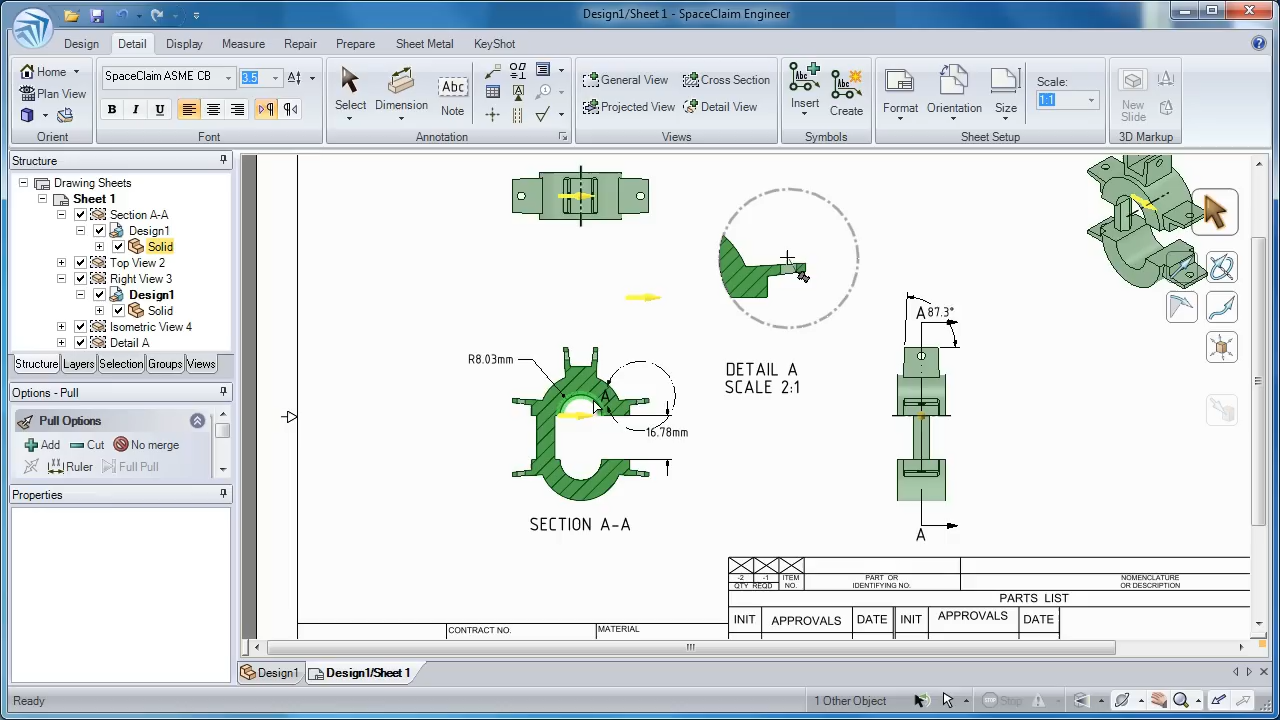 Design1/Sheet 1 - SpaceClaim Engineer
Design Detail Display Measure Repair Prepare Sheet Metal KeyShot
Home
Plan View
Orient
SpaceClaim ASME CB 3.5
B I U
Font
Select
Dimension
Abc
Note
Annotation
General View
Cross Section
Projected View
Detail View
Views
Abc
Insert
Abc
Create
Symbols
Format
Orientation
Size
Scale:
1:1
Sheet Setup
New
Slide
3D Markup
Structure
Drawing Sheets
Sheet 1
Section A-A
Design1
Solid
Top View 2
Right View 3
Design1
Solid
Isometric View 4
Detail A
Structure Layers Selection Groups Views
Options - Pull
Pull Options
Add Cut No merge
Ruler Full Pull
Properties
DETAIL A
SCALE 2:1
A 87.3°
R8.03mm
A
16.78mm
SECTION A-A
A
-2 -1 ITEM PART OR NOMENCLATURE
QTY REQD NO. IDENTIFYING NO. OR DESCRIPTION
PARTS LIST
INIT APPROVALS DATE INIT APPROVALS DATE
CONTRACT NO. MATERIAL
Design1 Design1/Sheet 1
Ready
1 Other Object
Stop